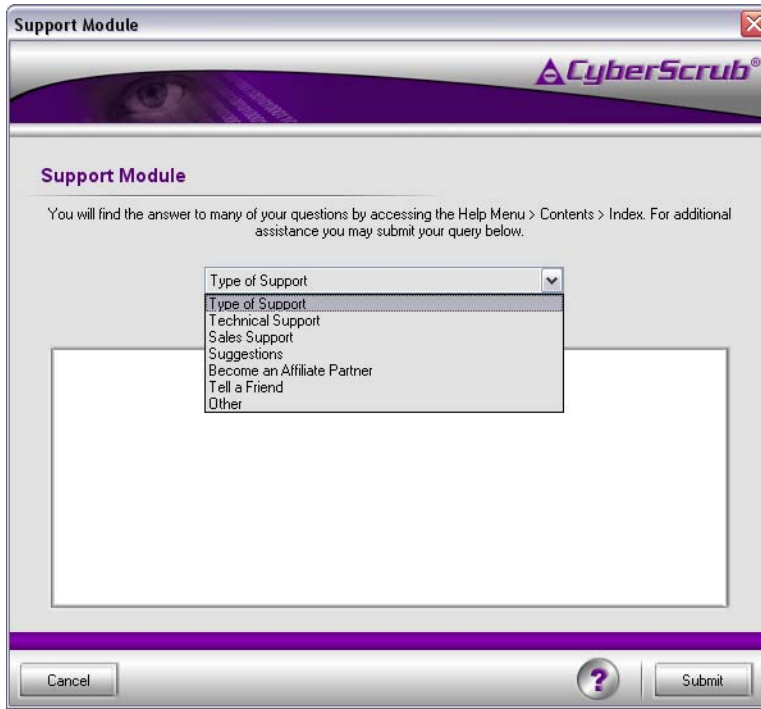 Support Module
CyberScrub®
Support Module
You will find the answer to many of your questions by accessing the Help Menu > Contents > Index. For additional
assistance you may submit your query below.
Type of Support
Type of Support
Technical Support
Sales Support
Suggestions
Become an Affiliate Partner
Tell a Friend
Other
Cancel
?
Submit